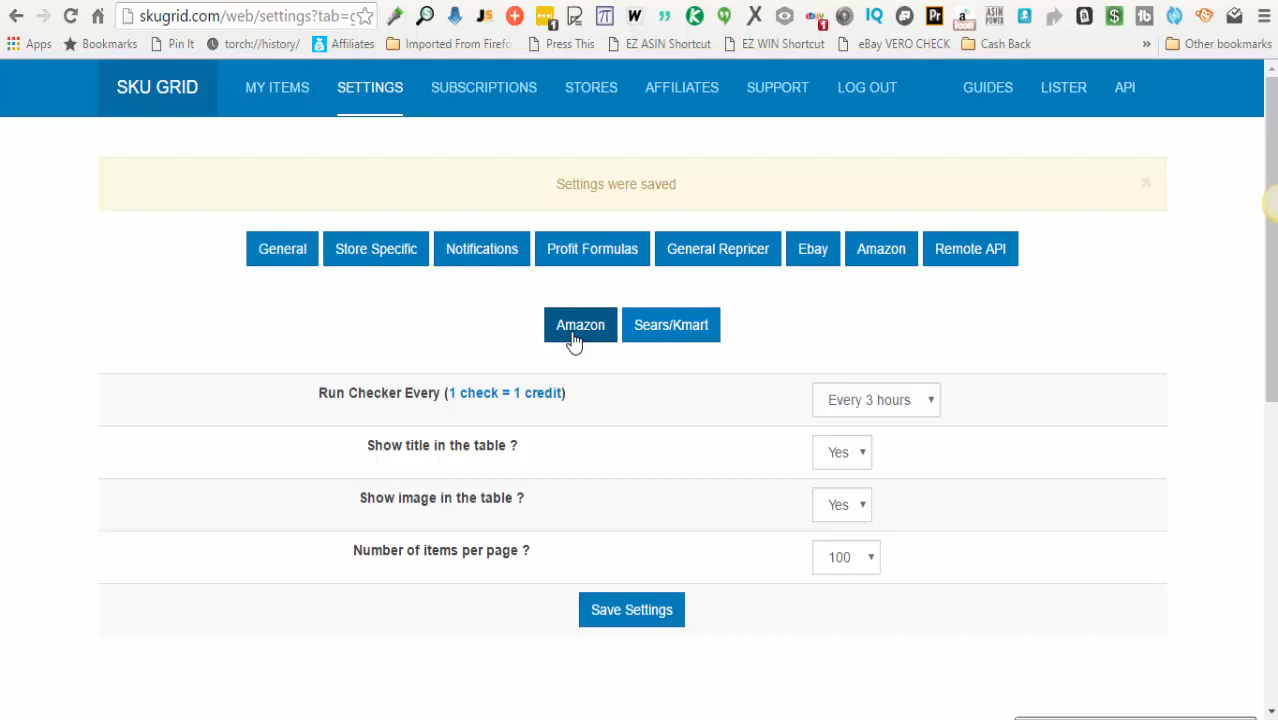 skugrid.com/web/settings?tab=g
Apps Bookmarks Pin It torch://history/ Affiliates Imported From Firefo Press This EZ ASIN Shortcut EZ WIN Shortcut eBay VERO CHECK Cash Back » Other bookmarks
SKU GRID MY ITEMS SETTINGS SUBSCRIPTIONS STORES AFFILIATES SUPPORT LOG OUT GUIDES LISTER API
Settings were saved ×
General Store Specific Notifications Profit Formulas General Repricer Ebay Amazon Remote API
Amazon Sears/Kmart
Run Checker Every (1 check = 1 credit) Every 3 hours
Show title in the table ? Yes
Show image in the table ? Yes
Number of items per page ? 100
Save Settings